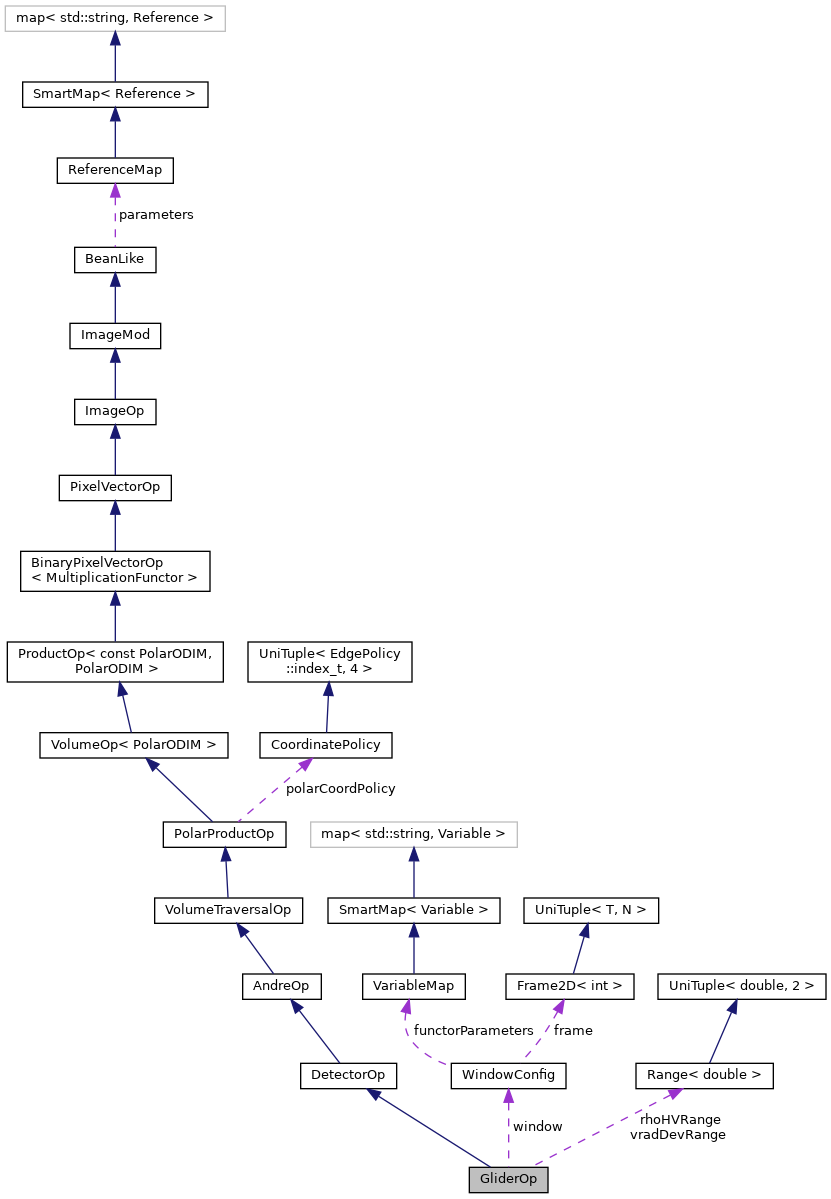 map< std::string, Reference >
SmartMap< Reference >
ReferenceMap
parameters
BeanLike
ImageMod
ImageOp
PixelVectorOp
BinaryPixelVectorOp
< MultiplicationFunctor >
ProductOp< const PolarODIM,
PolarODIM >
UniTuple< EdgePolicy
::index_t, 4 >
VolumeOp< PolarODIM >
CoordinatePolicy
polarCoordPolicy
PolarProductOp
map< std::string, Variable >
VolumeTraversalOp
SmartMap< Variable >
UniTuple< T, N >
AndreOp
VariableMap
Frame2D< int >
UniTuple< double, 2 >
functorParameters
frame
DetectorOp
WindowConfig
Range< double >
window
rhoHVRange
vradDevRange
GliderOp